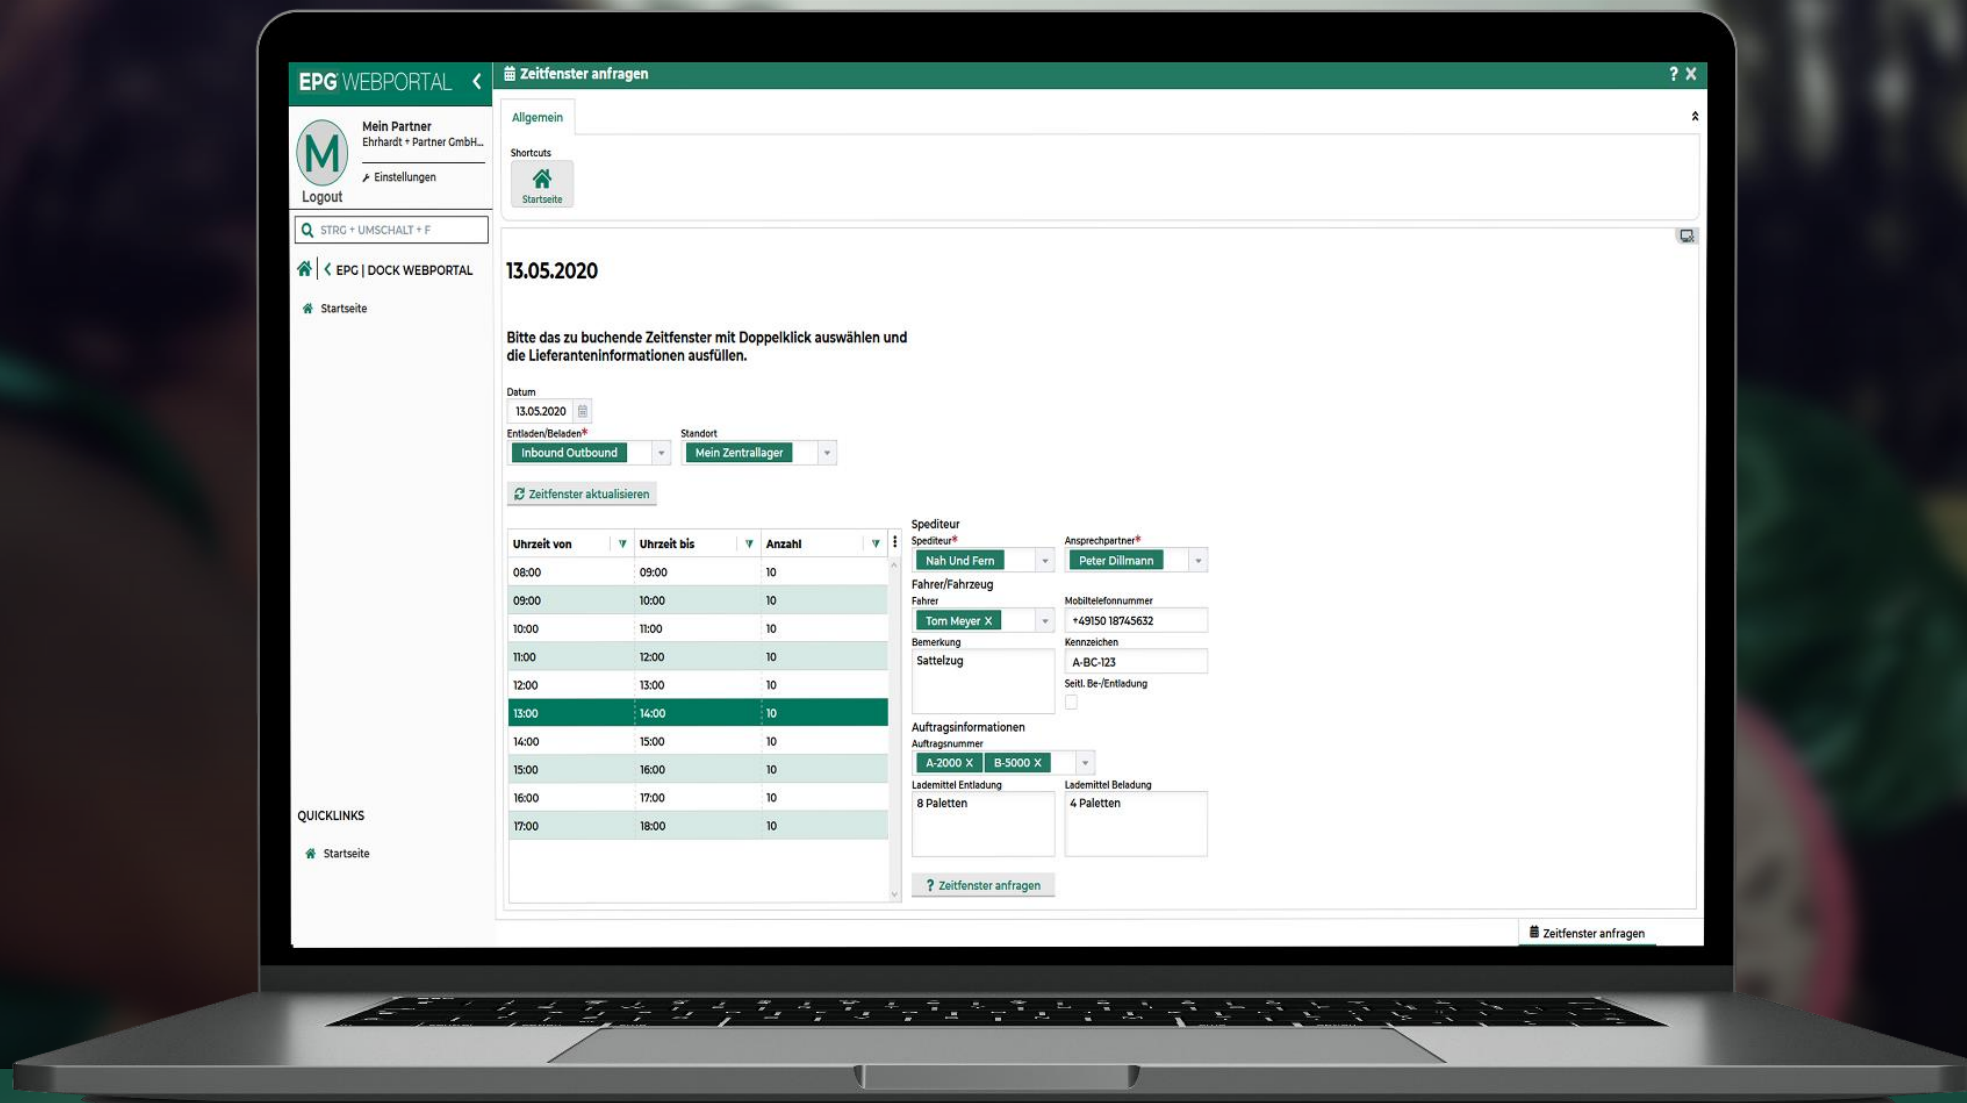 EPG WEBPORTAL
Zeitfenster anfragen
? X
Mein Partner
Ehrhardt + Partner GmbH...
Einstellungen
M
Logout
STRG + UMSCHALT + F
EPG | DOCK WEBPORTAL
Startseite
QUICKLINKS
Startseite
Allgemein
Shortcuts
Startseite
13.05.2020
Bitte das zu buchende Zeitfenster mit Doppelklick auswählen und
die Lieferanteninformationen ausfüllen.
Datum
13.05.2020
Entladen/Beladen* Standort
Inbound Outbound Mein Zentrallager
Zeitfenster aktualisieren
Uhrzeit von Uhrzeit bis Anzahl
08:00 09:00 10
09:00 10:00 10
10:00 11:00 10
11:00 12:00 10
12:00 13:00 10
13:00 14:00 10
14:00 15:00 10
15:00 16:00 10
16:00 17:00 10
17:00 18:00 10
Spediteur
Spediteur* Ansprechpartner*
Nah Und Fern Peter Dillmann
Fahrer/Fahrzeug
Fahrer Mobiltelefonnummer
Tom Meyer X +49150 18745632
Bemerkung Kennzeichen
Sattelzug A-BC-123
Seitl. Be-/Entladung
Auftragsinformationen
Auftragsnummer
A-2000 X B-5000 X
Lademittel Entladung Lademittel Beladung
8 Paletten 4 Paletten
? Zeitfenster anfragen
Zeitfenster anfragen